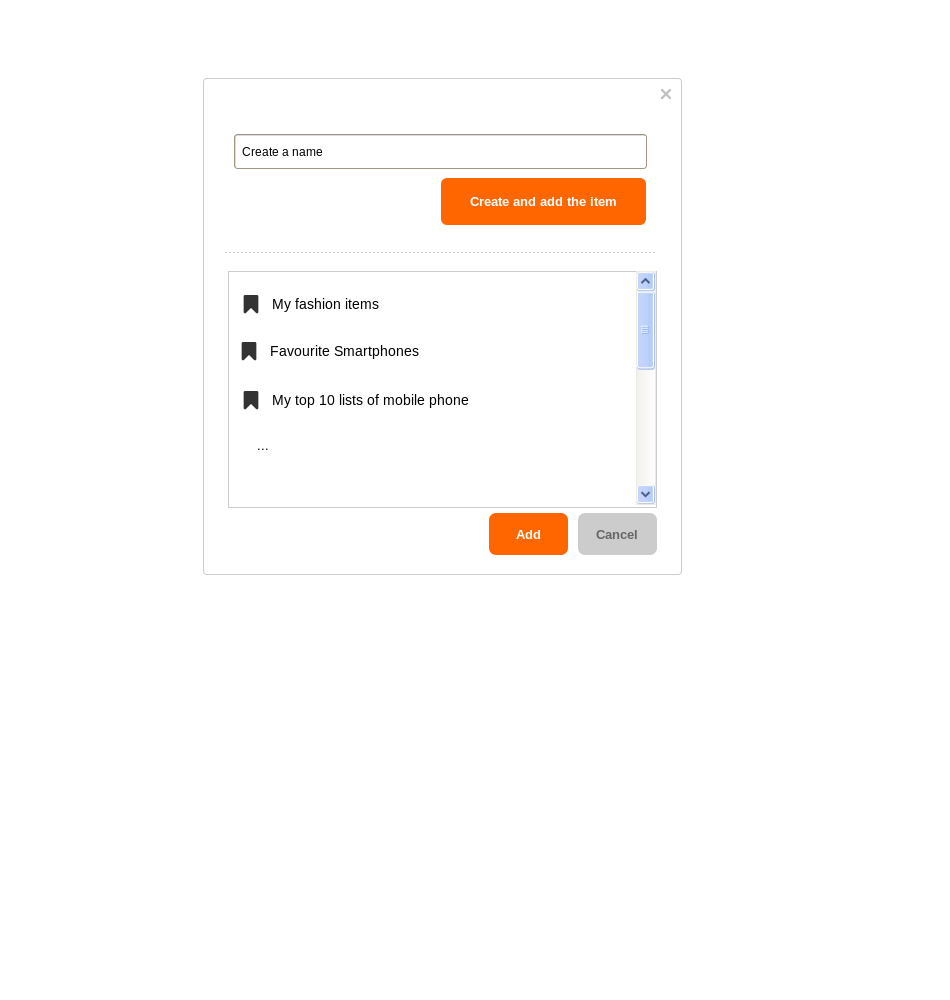 Create a name
Create and add the item
My fashion items
Favourite Smartphones
My top 10 lists of mobile phone
...
Add Cancel